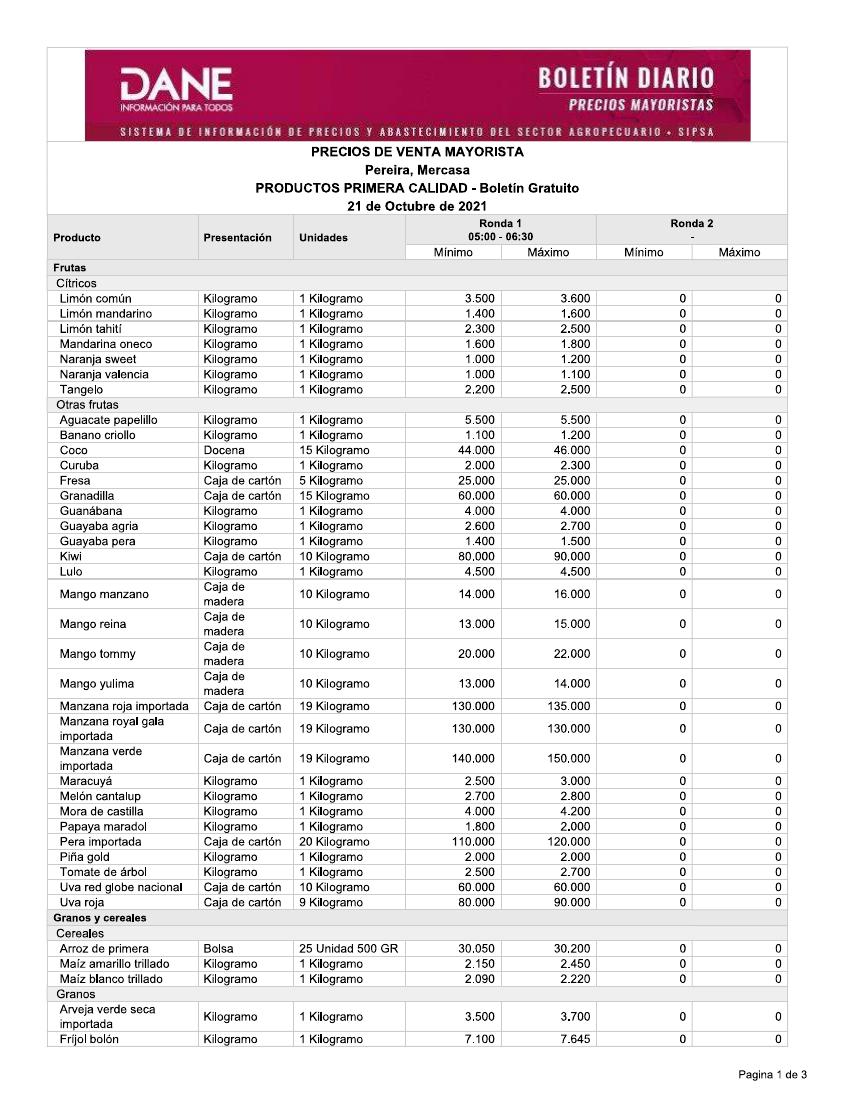 DANE
INFORMACIÓN PARA TODOS
BOLETÍN DIARIO
PRECIOS MAYORISTAS
SISTEMA DE INFORMACIÓN DE PRECIOS Y ABASTECIMIENTO DEL SECTOR AGROPECUARIO • SIPSA
PRECIOS DE VENTA MAYORISTA
Pereira, Mercasa
PRODUCTOS PRIMERA CALIDAD - Boletín Gratuito
21 de Octubre de 2021
Producto Presentación Unidades Ronda 1 Ronda 2
05:00 - 06:30 -
Mínimo Máximo Mínimo Máximo
Frutas
Cítricos
Limón común Kilogramo 1 Kilogramo 3.500 3.600 0 0
Limón mandarino Kilogramo 1 Kilogramo 1.400 1.600 0 0
Limón tahití Kilogramo 1 Kilogramo 2.300 2.500 0 0
Mandarina oneco Kilogramo 1 Kilogramo 1.600 1.800 0 0
Naranja sweet Kilogramo 1 Kilogramo 1.000 1.200 0 0
Naranja valencia Kilogramo 1 Kilogramo 1.000 1.100 0 0
Tangelo Kilogramo 1 Kilogramo 2.200 2.500 0 0
Otras frutas
Aguacate papelillo Kilogramo 1 Kilogramo 5.500 5.500 0 0
Banano criollo Kilogramo 1 Kilogramo 1.100 1.200 0 0
Coco Docena 15 Kilogramo 44.000 46.000 0 0
Curuba Kilogramo 1 Kilogramo 2.000 2.300 0 0
Fresa Caja de cartón 5 Kilogramo 25.000 25.000 0 0
Granadilla Caja de cartón 15 Kilogramo 60.000 60.000 0 0
Guanábana Kilogramo 1 Kilogramo 4.000 4.000 0 0
Guayaba agria Kilogramo 1 Kilogramo 2.600 2.700 0 0
Guayaba pera Kilogramo 1 Kilogramo 1.400 1.500 0 0
Kiwi Caja de cartón 10 Kilogramo 80.000 90.000 0 0
Lulo Kilogramo 1 Kilogramo 4.500 4.500 0 0
Mango manzano Caja de madera 10 Kilogramo 14.000 16.000 0 0
Mango reina Caja de madera 10 Kilogramo 13.000 15.000 0 0
Mango tommy Caja de madera 10 Kilogramo 20.000 22.000 0 0
Mango yulima Caja de madera 10 Kilogramo 13.000 14.000 0 0
Manzana roja importada Caja de cartón 19 Kilogramo 130.000 135.000 0 0
Manzana royal gala importada Caja de cartón 19 Kilogramo 130.000 130.000 0 0
Manzana verde importada Caja de cartón 19 Kilogramo 140.000 150.000 0 0
Maracuyá Kilogramo 1 Kilogramo 2.500 3.000 0 0
Melón cantalup Kilogramo 1 Kilogramo 2.700 2.800 0 0
Mora de castilla Kilogramo 1 Kilogramo 4.000 4.200 0 0
Papaya maradol Kilogramo 1 Kilogramo 1.800 2.000 0 0
Pera importada Caja de cartón 20 Kilogramo 110.000 120.000 0 0
Piña gold Kilogramo 1 Kilogramo 2.000 2.000 0 0
Tomate de árbol Kilogramo 1 Kilogramo 2.500 2.700 0 0
Uva red globe nacional Caja de cartón 10 Kilogramo 60.000 60.000 0 0
Uva roja Caja de cartón 9 Kilogramo 80.000 90.000 0 0
Granos y cereales
Cereales
Arroz de primera Bolsa 25 Unidad 500 GR 30.050 30.200 0 0
Maíz amarillo trillado Kilogramo 1 Kilogramo 2.150 2.450 0 0
Maíz blanco trillado Kilogramo 1 Kilogramo 2.090 2.220 0 0
Granos
Arveja verde seca importada Kilogramo 1 Kilogramo 3.500 3.700 0 0
Fríjol bolón Kilogramo 1 Kilogramo 7.100 7.645 0 0
Pagina 1 de 3